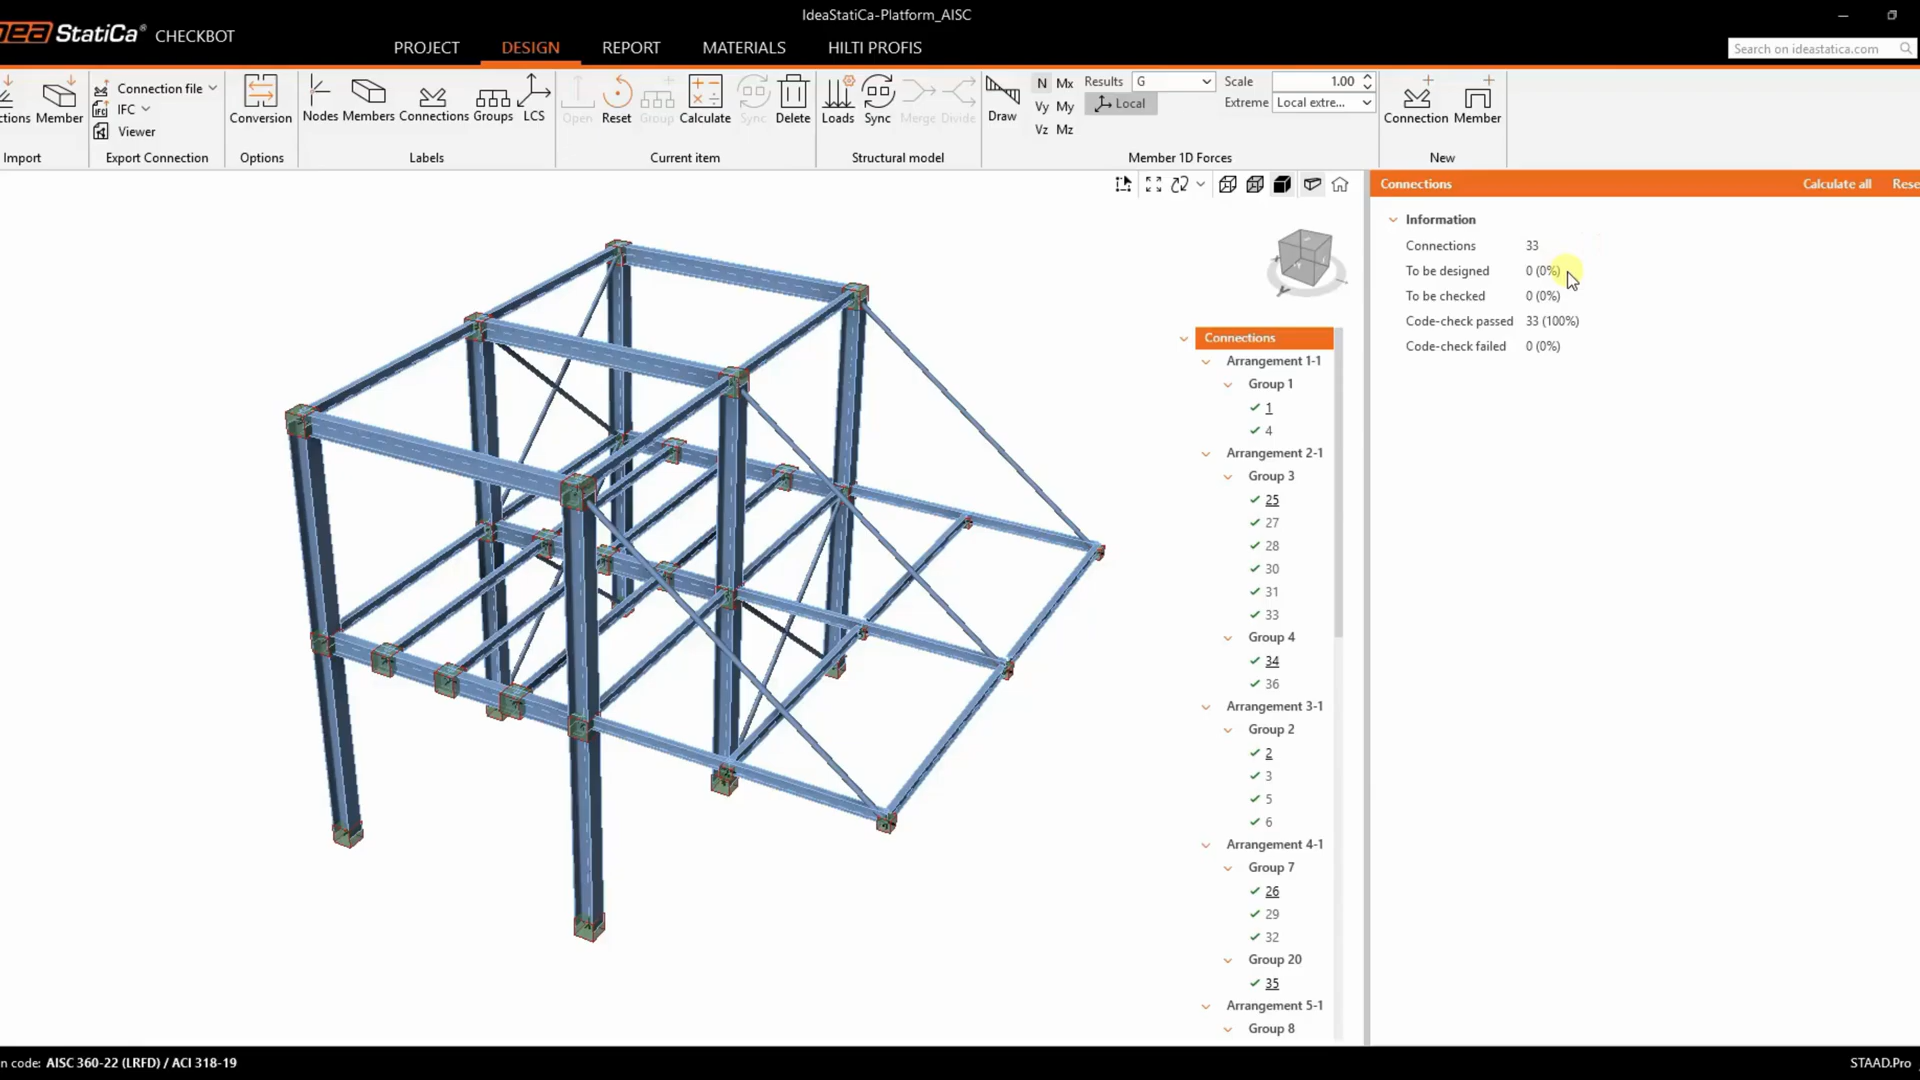 IdeaStatiCa-Platform_AISC
StatiCa® CHECKBOT
PROJECT DESIGN REPORT MATERIALS HILTI PROFIS
Search on ideastatica.com
Member
Import
Connection file
IFC
Viewer
Export Connection
Conversion
Options
Nodes Members Connections Groups LCS
Labels
Open Reset Group Calculate Sync Delete
Current item
Loads Sync Merge Divide
Structural model
Draw
N Mx
Vy My
Vz Mz
Results G
Local
Scale 1.00
Extreme Local extre...
Member 1D Forces
Connection Member
New
Connections
Arrangement 1-1
Group 1
1
4
Arrangement 2-1
Group 3
25
27
28
30
31
33
Group 4
34
36
Arrangement 3-1
Group 2
2
3
5
6
Arrangement 4-1
Group 7
26
29
32
Group 20
35
Arrangement 5-1
Group 8
Connections Calculate all Rese
Information
Connections 33
To be designed 0 (0%)
To be checked 0 (0%)
Code-check passed 33 (100%)
Code-check failed 0 (0%)
n code: AISC 360-22 (LRFD) / ACI 318-19
STAAD.Pro